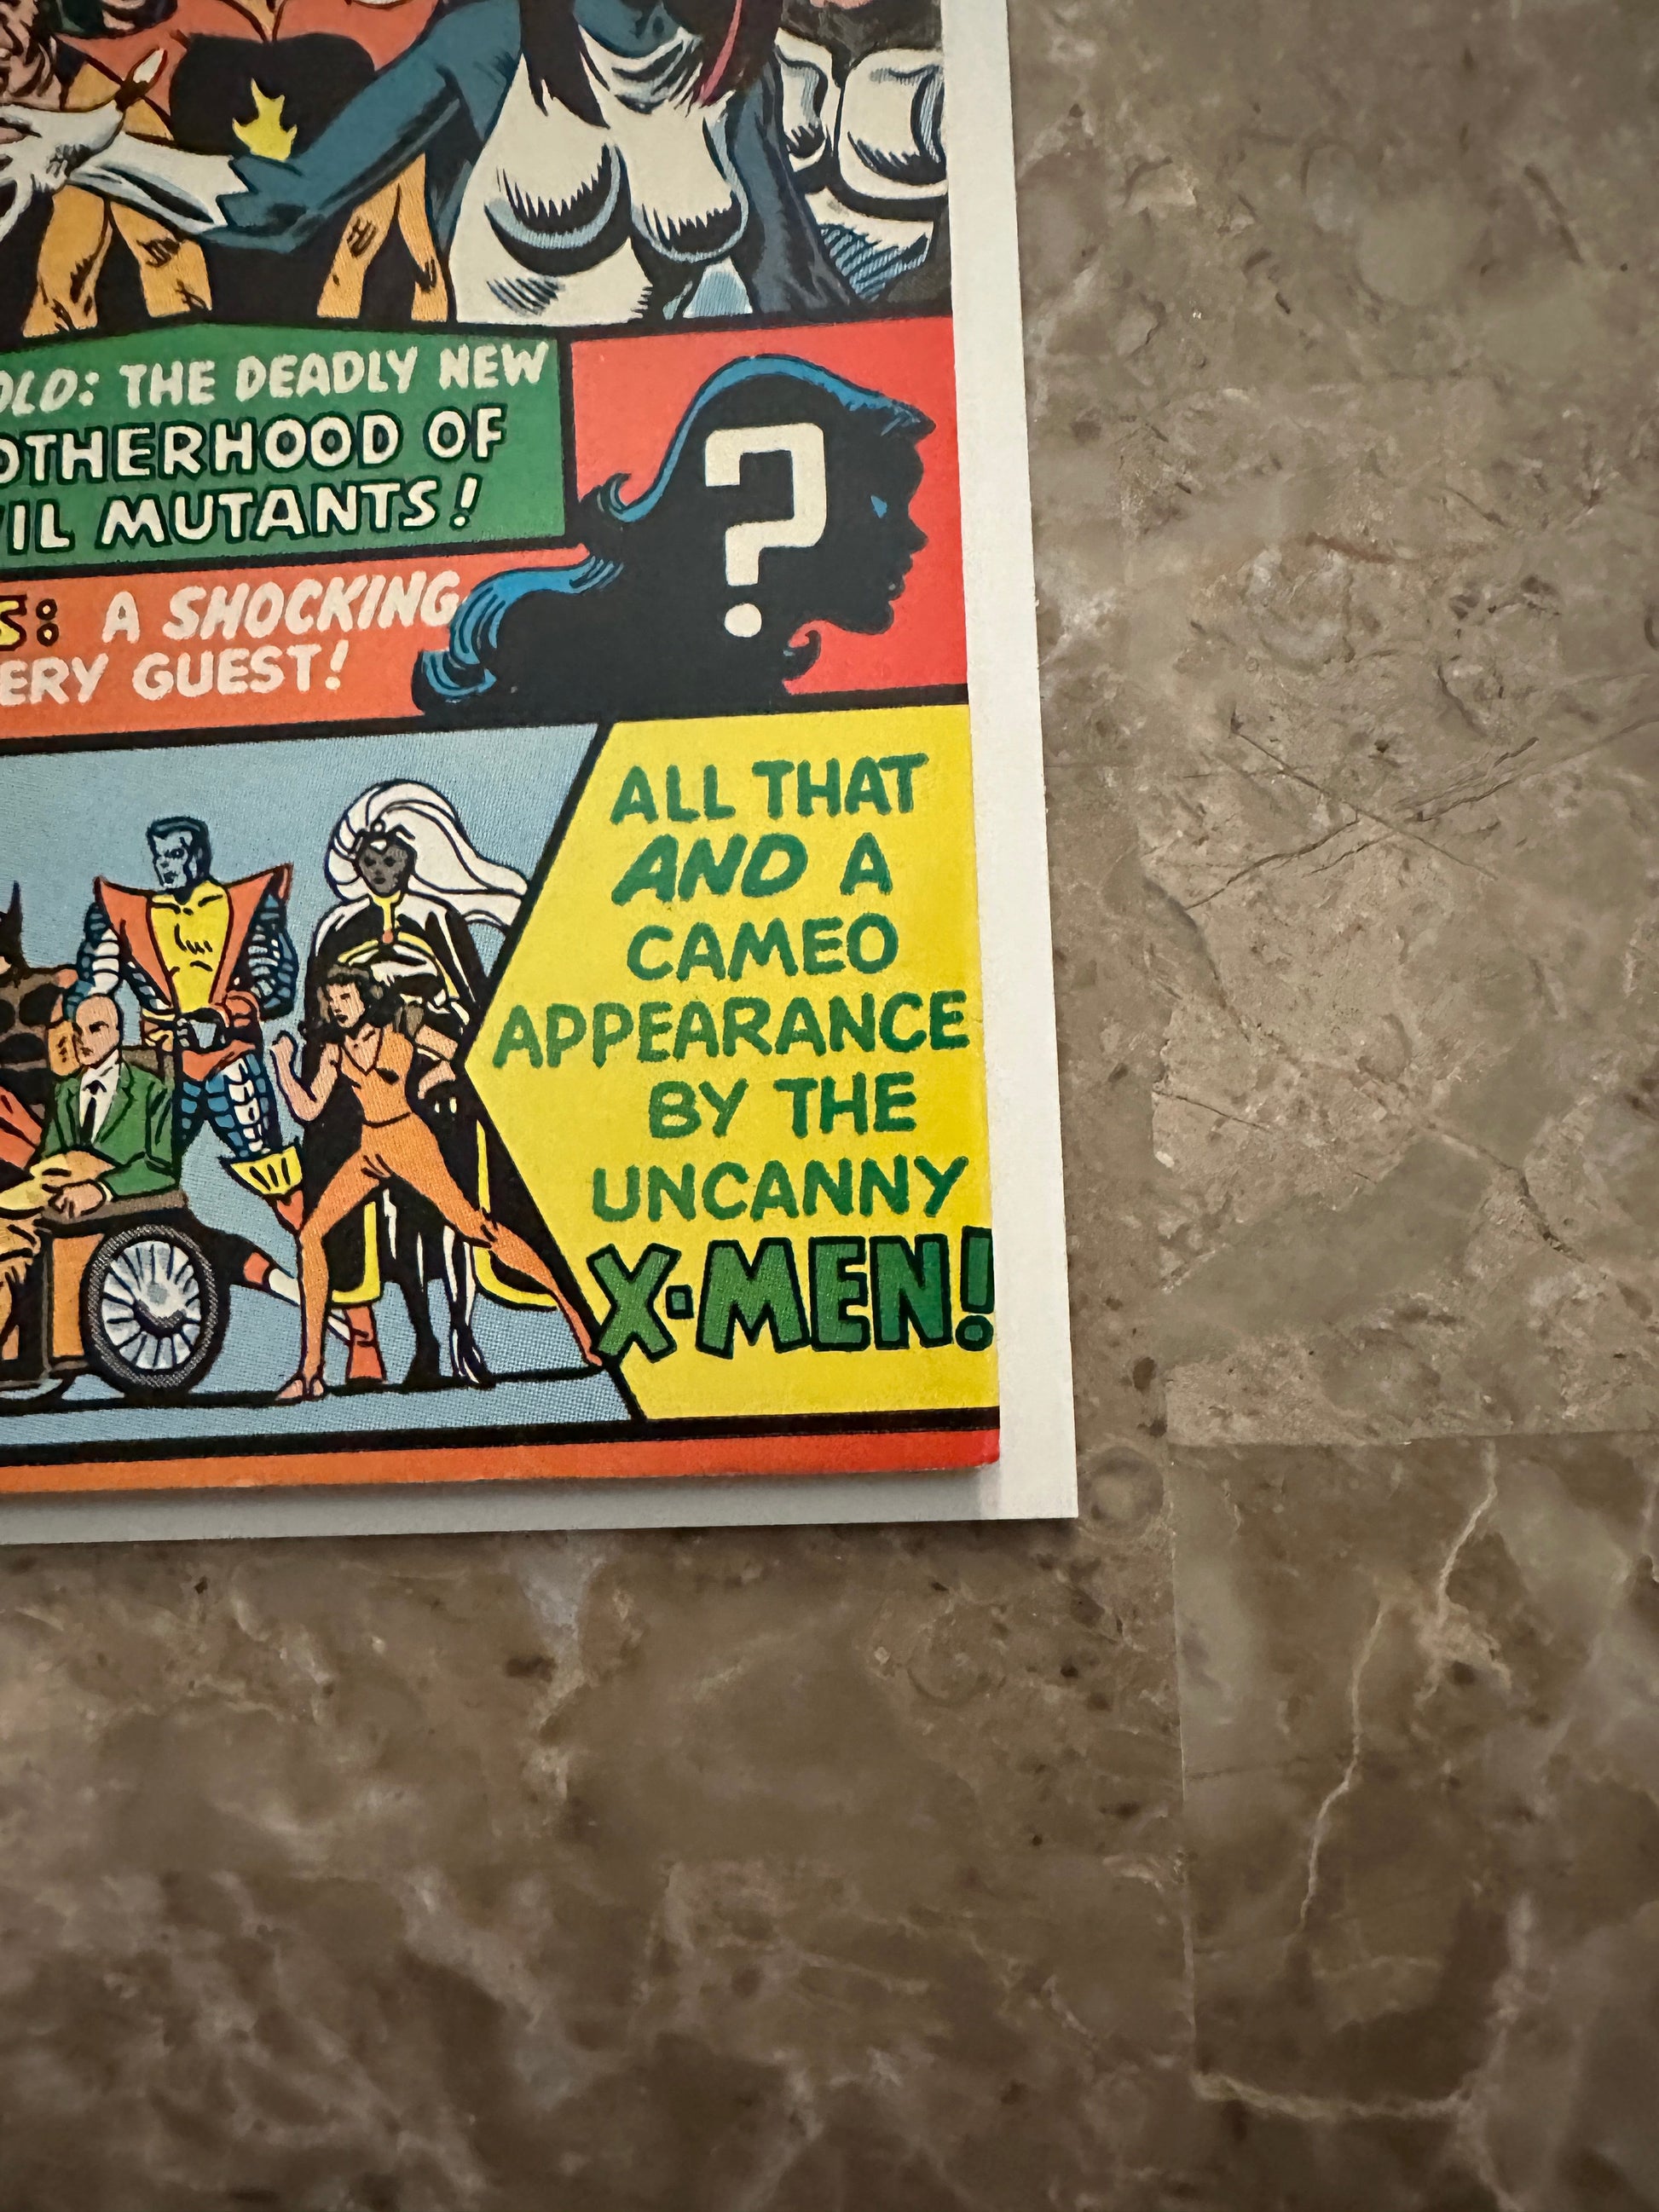 OLD: THE DEADLY NEW
OTHERHOOD OF
IL MUTANTS!
?
S: A SHOCKING
ERY GUEST!
ALL THAT
AND A
CAMEO
APPEARANCE
BY THE
UNCANNY
X-MEN!